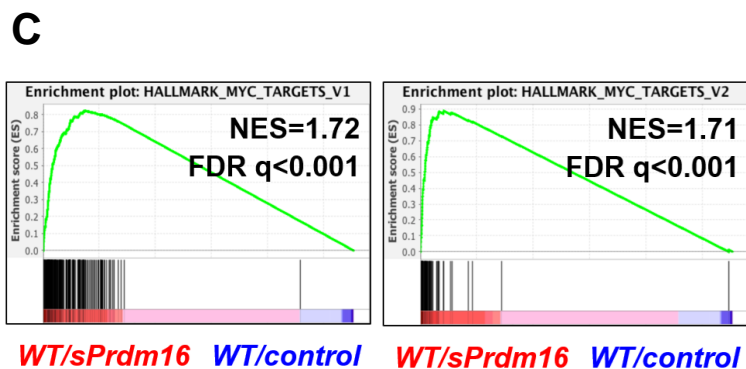 C
Enrichment plot: HALLMARK_MYC_TARGETS_V1
Enrichment score (ES)
0.8
0.7
0.6
0.5
0.4
0.3
0.2
0.1
0.0
NES=1.72
FDR q<0.001
WT/sPrdm16 WT/control
Enrichment plot: HALLMARK_MYC_TARGETS_V2
Enrichment score (ES)
0.9
0.8
0.7
0.6
0.5
0.4
0.3
0.2
0.1
0.0
NES=1.71
FDR q<0.001
WT/sPrdm16 WT/control